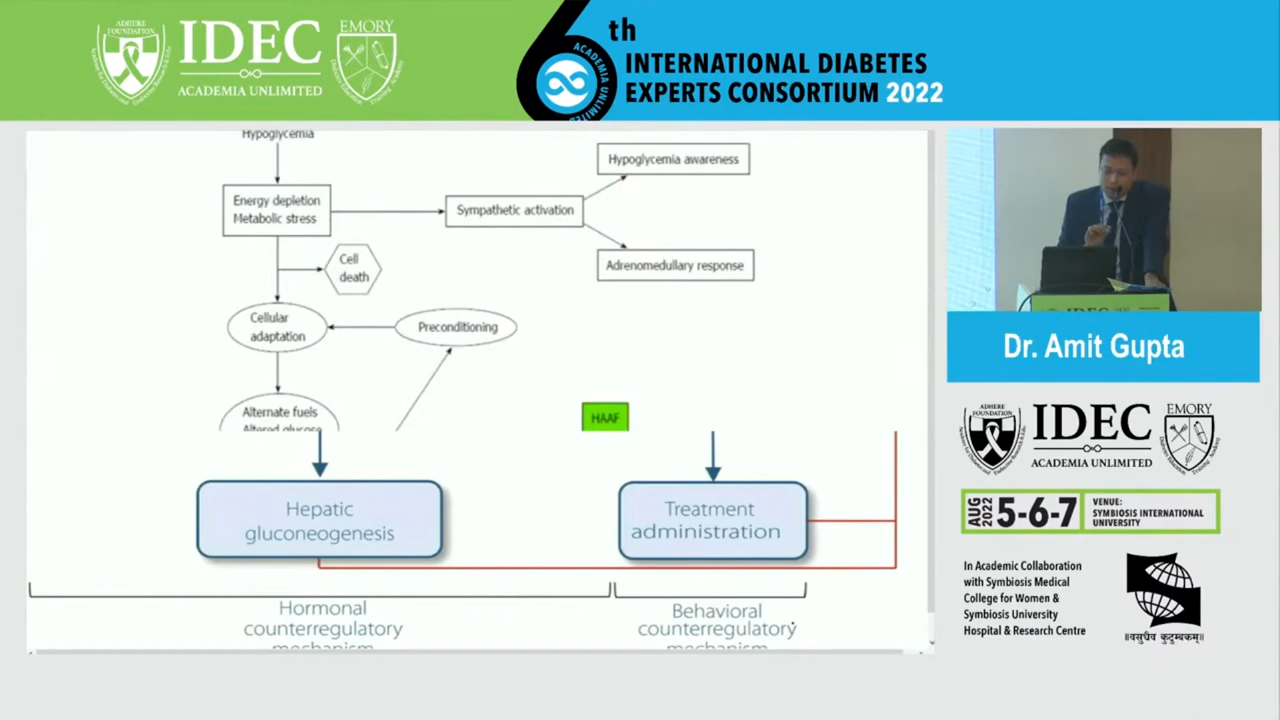 ADHERE
FOUNDATION
IDEC
ACADEMIA UNLIMITED
EMORY
6th
ACADEMIA UNLIMITED
INTERNATIONAL DIABETES
EXPERTS CONSORTIUM 2022
Hypoglycemia
Energy depletion
Metabolic stress
Sympathetic activation
Hypoglycemia awareness
Adrenomedullary response
Cell
death
Cellular
adaptation
Preconditioning
Alternate fuels
Altered glucose
HAAF
Hepatic
gluconeogenesis
Treatment
administration
Hormonal
counterregulatory
mechanism
Behavioral
counterregulatory
mechanism
IDEC
Dr. Amit Gupta
ADHERE
FOUNDATION
IDEC
ACADEMIA UNLIMITED
EMORY
AUG
2022
5-6-7
VENUE:
SYMBIOSIS INTERNATIONAL
UNIVERSITY
In Academic Collaboration
with Symbiosis Medical
College for Women &
Symbiosis University
Hospital & Research Centre
॥वसुधैव कुटुम्बकम्॥